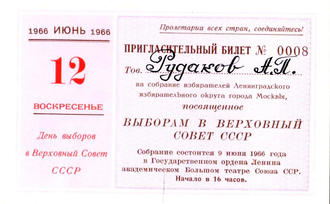 1966 ИЮНЬ 1966
12
ВОСКРЕСЕНЬЕ
День выборов
в Верховный Совет
СССР
Пролетарии всех стран, соединяйтесь!
ПРИГЛАСИТЕЛЬНЫЙ БИЛЕТ № 0008
Тов. Рудаков А.П.
на собрание избирателей Ленинградского
избирательного округа города Москвы,
посвященное
ВЫБОРАМ В ВЕРХОВНЫЙ
СОВЕТ СССР
Собрание состоится 9 июня 1966 года
в Государственном ордена Ленина
академическом Большом театре Союза ССР.
Начало в 16 часов.